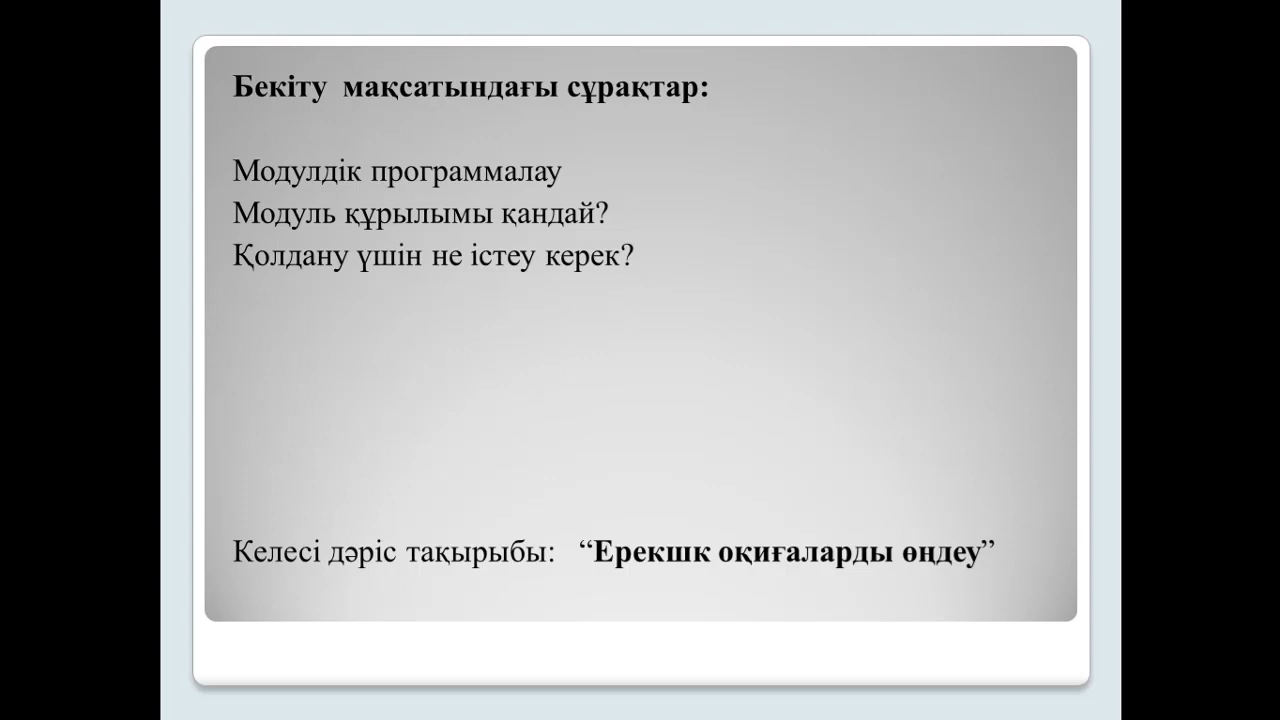 Бекіту мақсатындағы сұрақтар:
Модулдік программалау
Модуль құрылымы қандай?
Қолдану үшін не істеу керек?
Келесі дәріс тақырыбы: “Ерекшк оқиғаларды өңдеу”